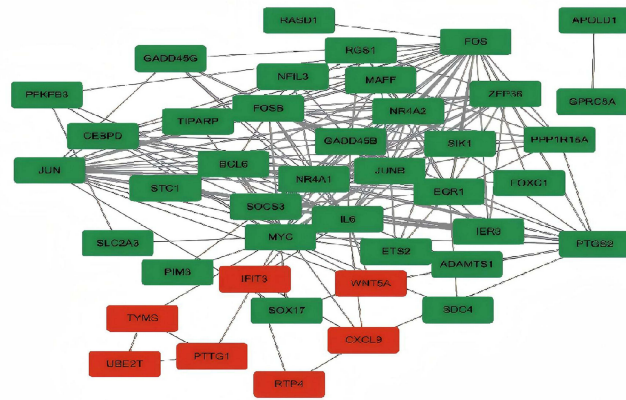 RASD1
FOS
APOLD1
RGS1
GADD45G
NFIL3
MAFF
GPRC5A
PFKFB3
ZFP36
FOSB
NR4A2
TIPARP
CEBPD
GADD45B
SIK1
PPP1R15A
BCL6
JUNB
JUN
NR4A1
STC1
EGR1
FOXC1
SOCS3
IL6
MYC
IER3
SLC2A3
ETS2
PTGS2
ADAMTS1
PIM3
IFIT3
WNT5A
SOX17
SDC4
TYMS
CXCL9
PTTG1
UBE2T
RTP4